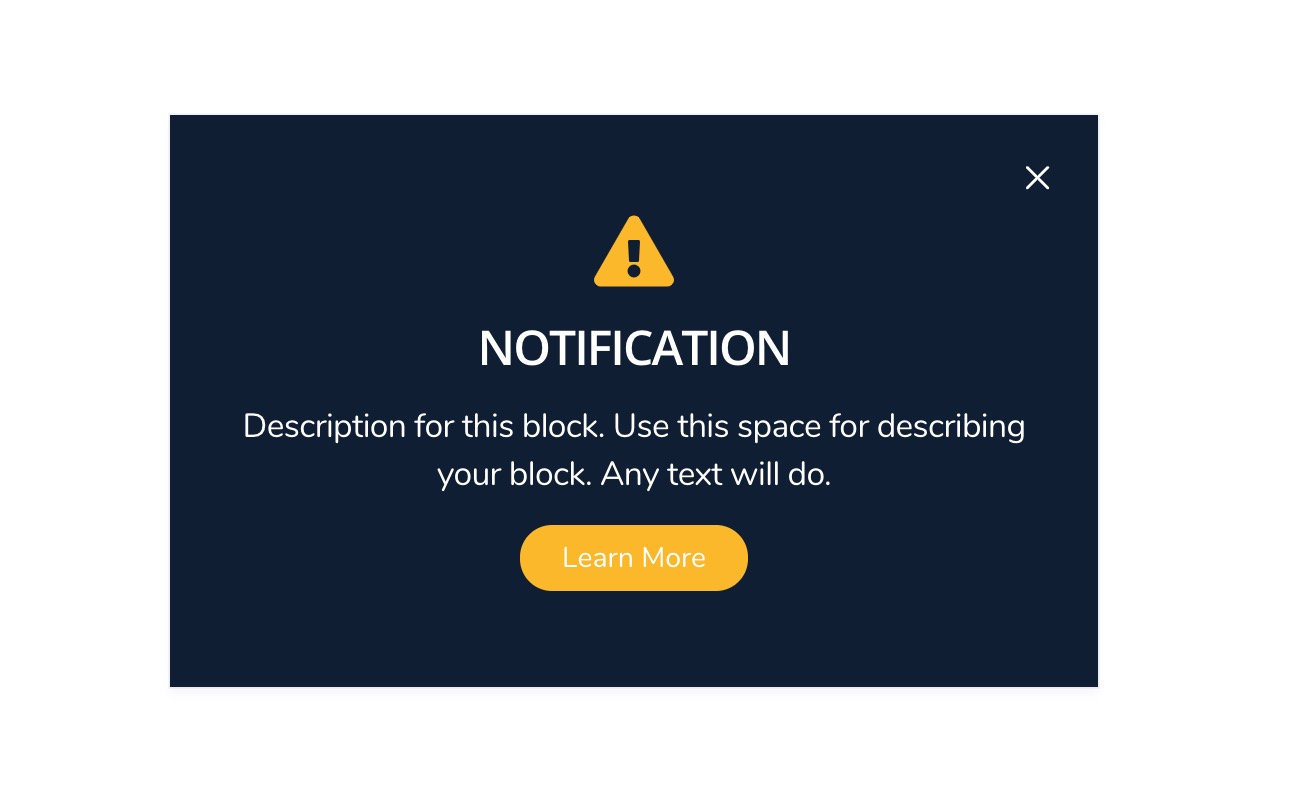 NOTIFICATION
Description for this block. Use this space for describing
your block. Any text will do.
Learn More